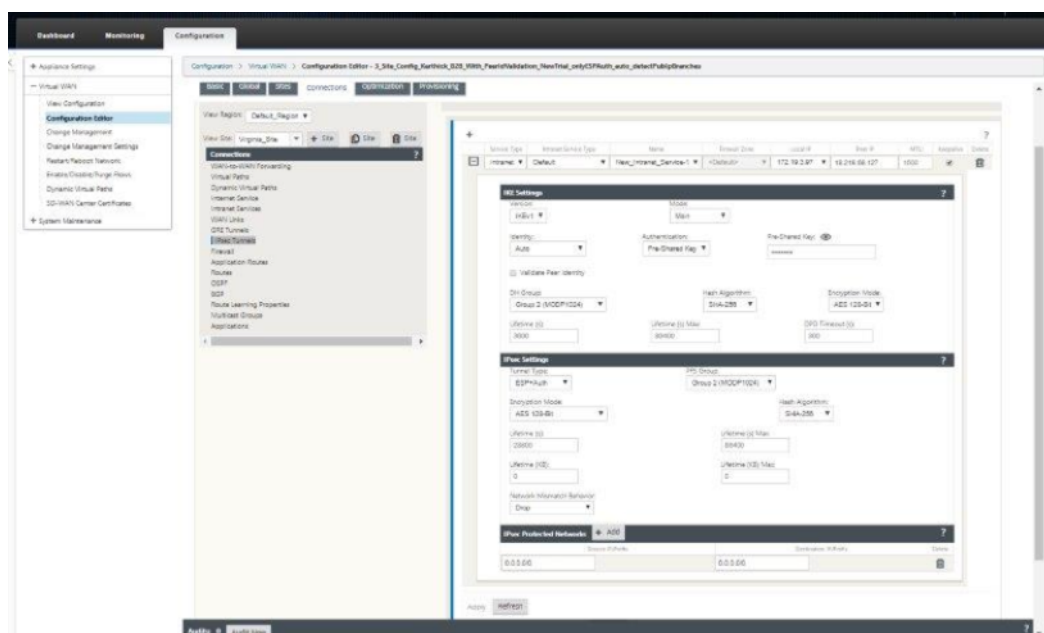 Dashboard Monitoring Configuration
+ Appliance Settings
− Virtual WAN
View Configuration
Configuration Editor
Change Management
Change Management Settings
Restart/Reboot Network
Enable/Disable/Purge Flows
Dynamic Virtual Paths
SD-WAN Center Certificates
+ System Maintenance
Configuration > Virtual WAN > Configuration Editor - 3_Site_Config_Karthick_BZB_With_PeerIdValidation_NewTrial_onlyESPAuth_auto_detectPubIpBranches
Basic Global Sites Connections Optimization Provisioning
View Region: Default_Region
View Site: Virginia_Site + Site Site Site
Connections ?
WAN-to-WAN Forwarding
Virtual Paths
Dynamic Virtual Paths
Internet Service
Intranet Services
WAN Links
GRE Tunnels
IPsec Tunnels
Firewall
Application Routes
Routes
OSPF
BGP
Route Learning Properties
Multicast Groups
Applications
+ ?
Service Type Intranet Service Type Name Firewall Zone Local IP Peer IP MTU Keepalive Delete
Intranet Default New_Intranet_Service-1 <Default> 172.19.2.97 1500
IKE Settings ?
Version: Mode:
IKEv1 Main
Identity: Authentication: Pre-Shared Key:
Auto Pre-Shared Key
Validate Peer Identity
DH Group: Hash Algorithm: Encryption Mode:
Group 2 (MODP1024) SHA-256 AES 128-Bit
Lifetime (s): Lifetime (s) Max: DPD Timeout (s):
3600 86400 300
IPsec Settings ?
Tunnel Type: PFS Group:
ESP+Auth Group 2 (MODP1024)
Encryption Mode: Hash Algorithm:
AES 128-Bit SHA-256
Lifetime (s): Lifetime (s) Max:
28800 86400
Lifetime (KB): Lifetime (KB) Max:
0 0
Network Mismatch Behavior:
Drop
IPsec Protected Networks + Add ?
Source IP/Prefix Destination IP/Prefix Delete
0.0.0.0/0 0.0.0.0/0
Apply Refresh
Audits: 0 Audit Now ?